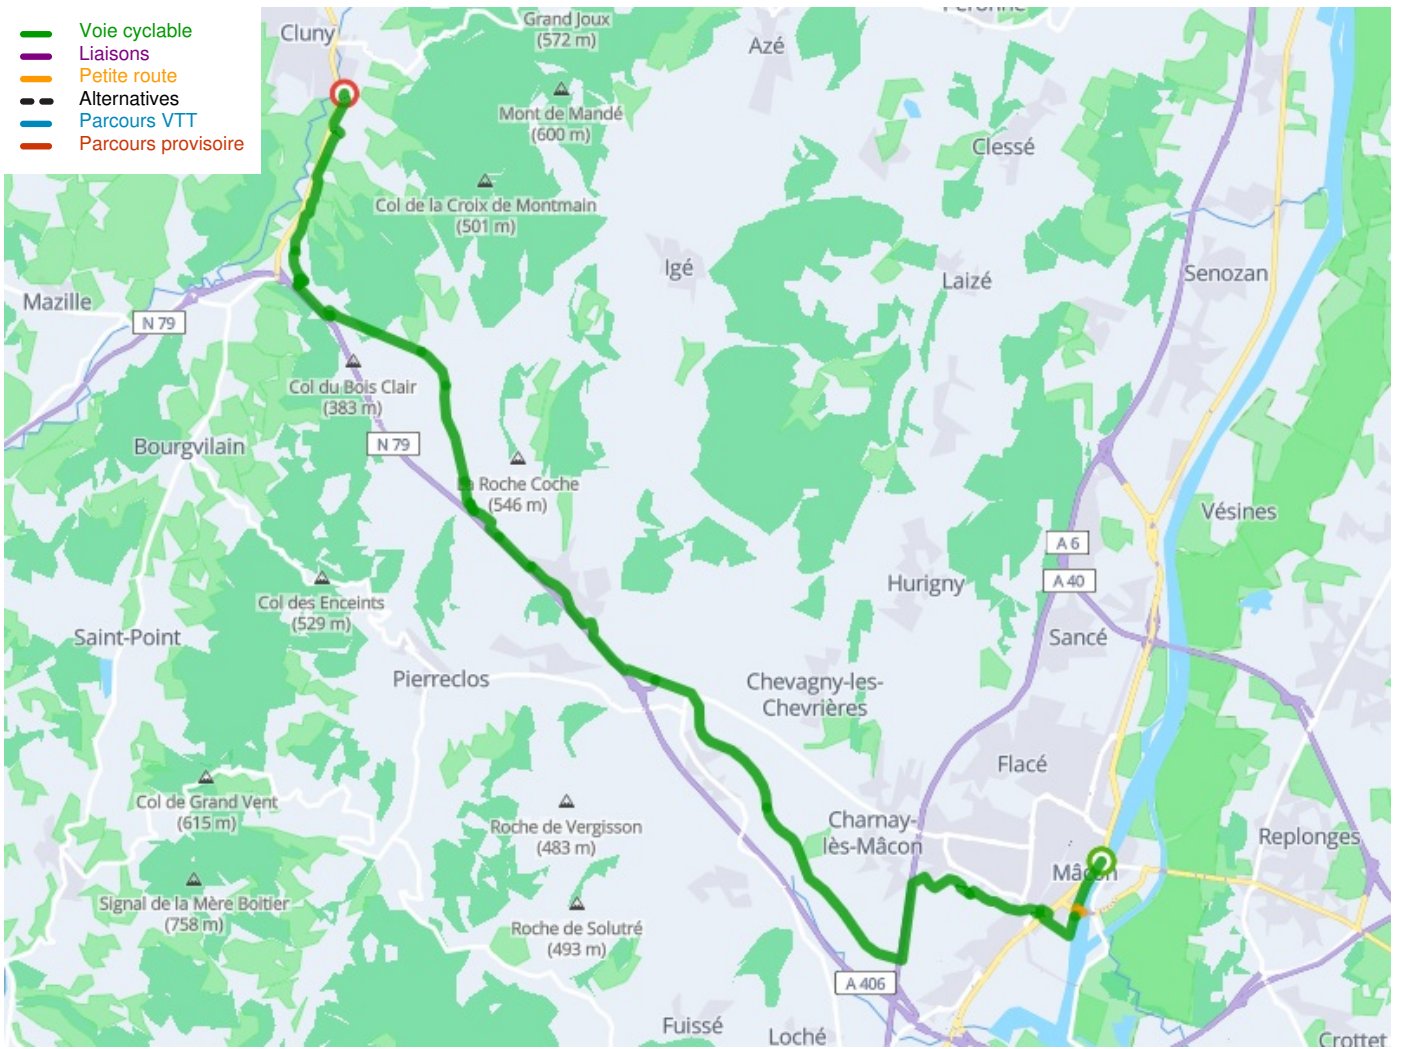 Voie cyclable
Liaisons
Petite route
Alternatives
Parcours VTT
Parcours provisoire
Cluny
Grand Joux
(572 m)
Azé
Mont de Mandé
(600 m)
Clessé
Col de la Croix de Montmain
(501 m)
Igé
Laizé
Senozan
Mazille
N 79
Col du Bois Clair
(383 m)
N 79
Bourgvilain
La Roche Coche
(546 m)
Vésines
A 6
A 40
Hurigny
Col des Enceints
(529 m)
Saint-Point
Sancé
Pierreclos
Chevagny-les-
Chevrières
Flacé
Col de Grand Vent
(615 m)
Roche de Vergisson
(483 m)
Charnay-
lès-Mâcon
Replonges
Mâcon
Signal de la Mère Boitier
(758 m)
Roche de Solutré
(493 m)
A 406
Fuissé
Loché
Crottet